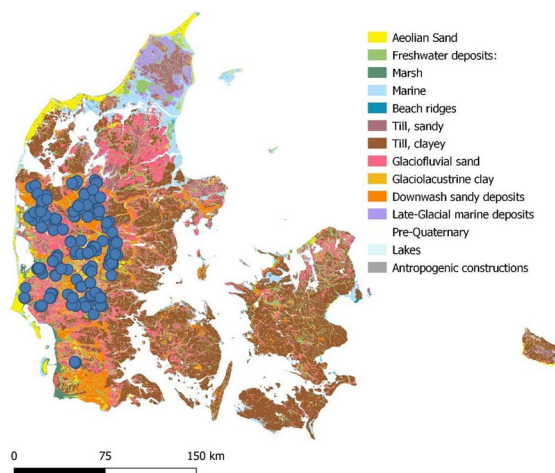 Aeolian Sand
Freshwater deposits:
Marsh
Marine
Beach ridges
Till, sandy
Till, clayey
Glaciofluvial sand
Glaciolacustrine clay
Downwash sandy deposits
Late-Glacial marine deposits
Pre-Quaternary
Lakes
Antropogenic constructions
0 75 150 km